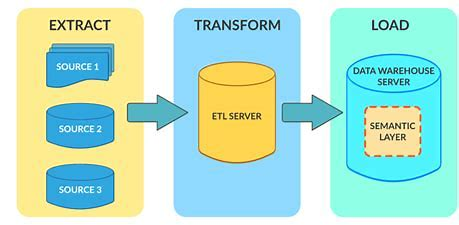 EXTRACT
SOURCE 1
SOURCE 2
SOURCE 3
TRANSFORM
ETL SERVER
LOAD
DATA WAREHOUSE
SERVER
SEMANTIC
LAYER